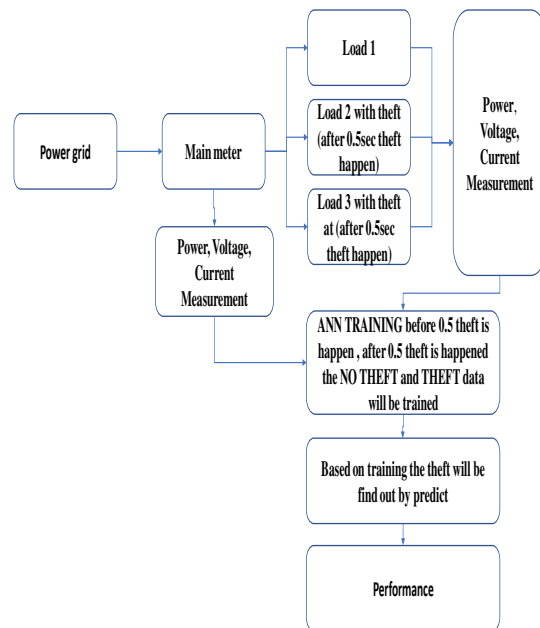 Load 1
Power grid
Main meter
Load 2 with theft
(after 0.5sec theft
happen)
Load 3 with theft
at (after 0.5sec
theft happen)
Power,
Voltage,
Current
Measurement
Power, Voltage,
Current
Measurement
ANN TRAINING before 0.5 theft is
happen , after 0.5 theft is happened
the NO THEFT and THEFT data
will be trained
Based on training the theft will be
find out by predict
Performance